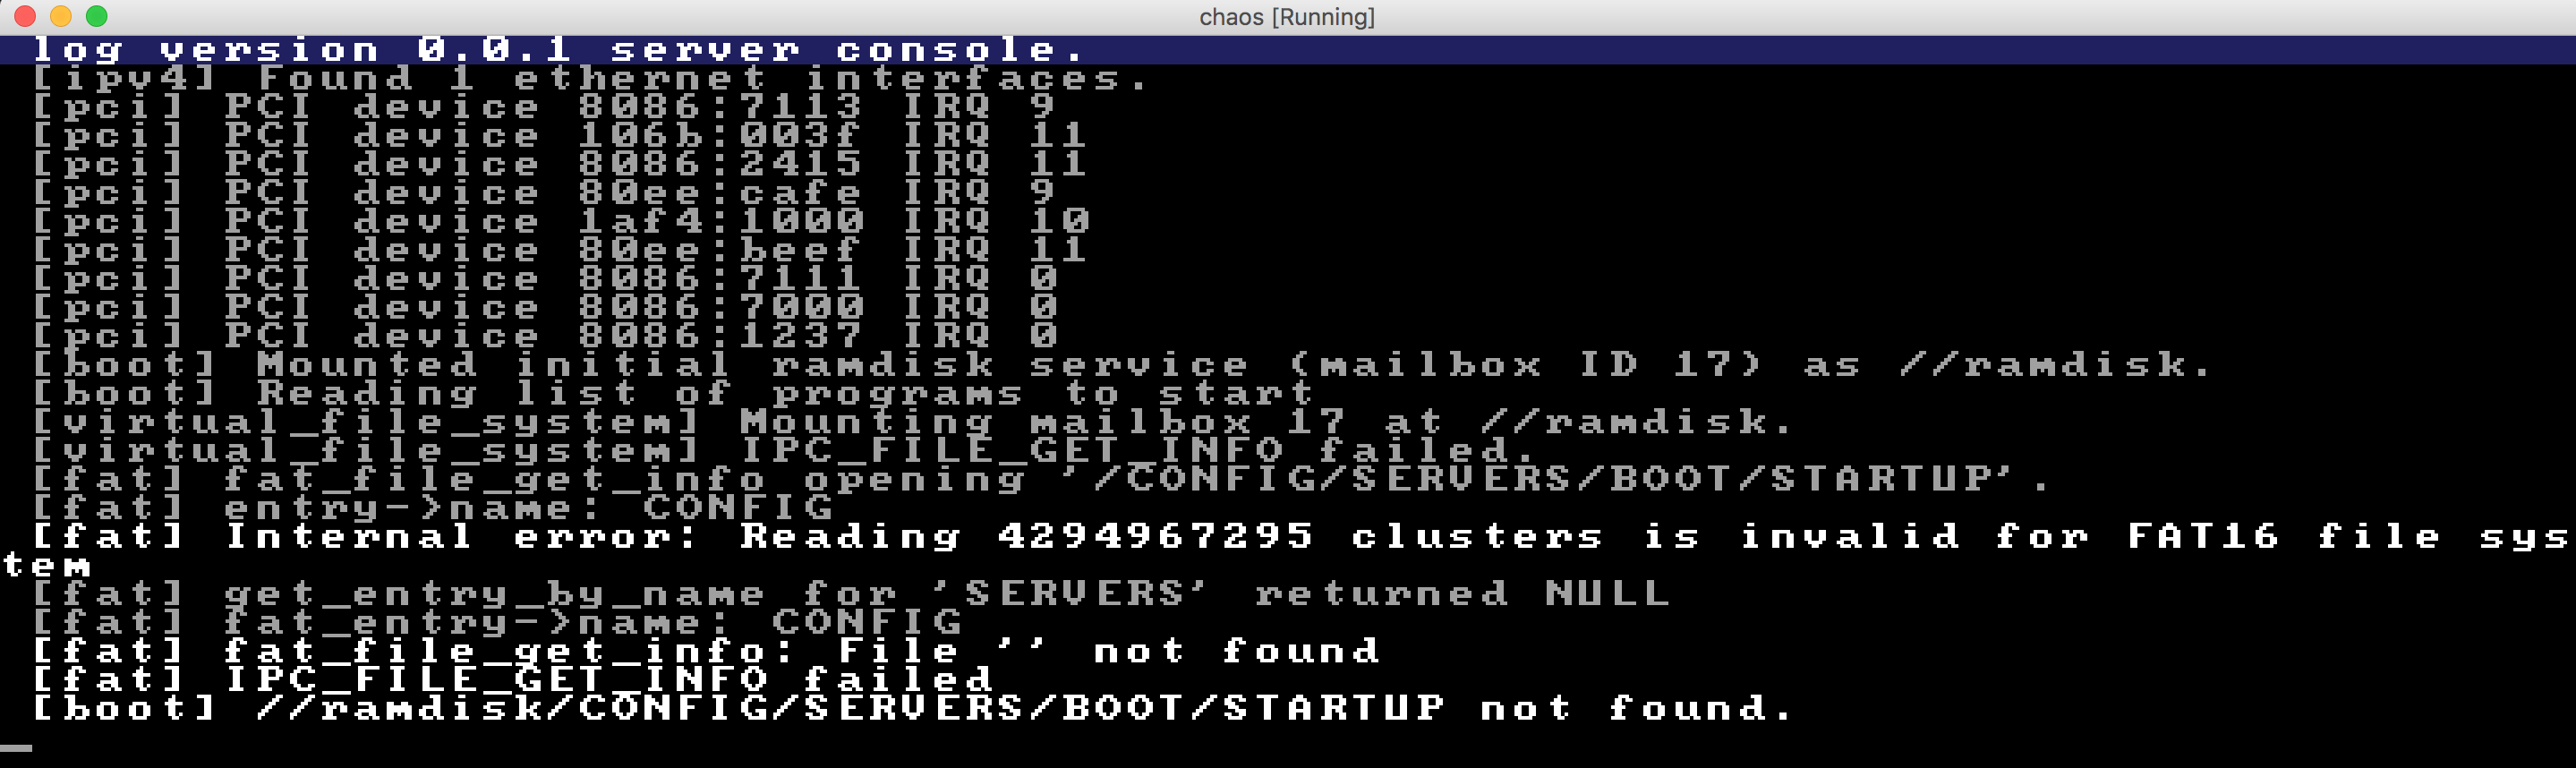 chaos [Running]
log version 0.0.1 server console.
[ipv4] Found 1 ethernet interfaces.
[pci] PCI device 8086:7113 IRQ 9
[pci] PCI device 106b:003f IRQ 11
[pci] PCI device 8086:2415 IRQ 11
[pci] PCI device 80ee:cafe IRQ 9
[pci] PCI device 1af4:1000 IRQ 10
[pci] PCI device 80ee:beef IRQ 11
[pci] PCI device 8086:7111 IRQ 0
[pci] PCI device 8086:7000 IRQ 0
[pci] PCI device 8086:1237 IRQ 0
[boot] Mounted initial ramdisk service (mailbox ID 17) as //ramdisk.
[boot] Reading list of programs to start
[virtual_file_system] Mounting mailbox 17 at //ramdisk.
[virtual_file_system] IPC_FILE_GET_INFO failed.
[fat] fat_file_get_info opening '/CONFIG/SERVERS/BOOT/STARTUP'.
[fat] entry->name: CONFIG
[fat] Internal error: Reading 4294967295 clusters is invalid for FAT16 file sys
tem
[fat] get_entry_by_name for 'SERVERS' returned NULL
[fat] fat_entry->name: CONFIG
[fat] fat_file_get_info: File '' not found
[fat] IPC_FILE_GET_INFO failed
[boot] //ramdisk/CONFIG/SERVERS/BOOT/STARTUP not found.